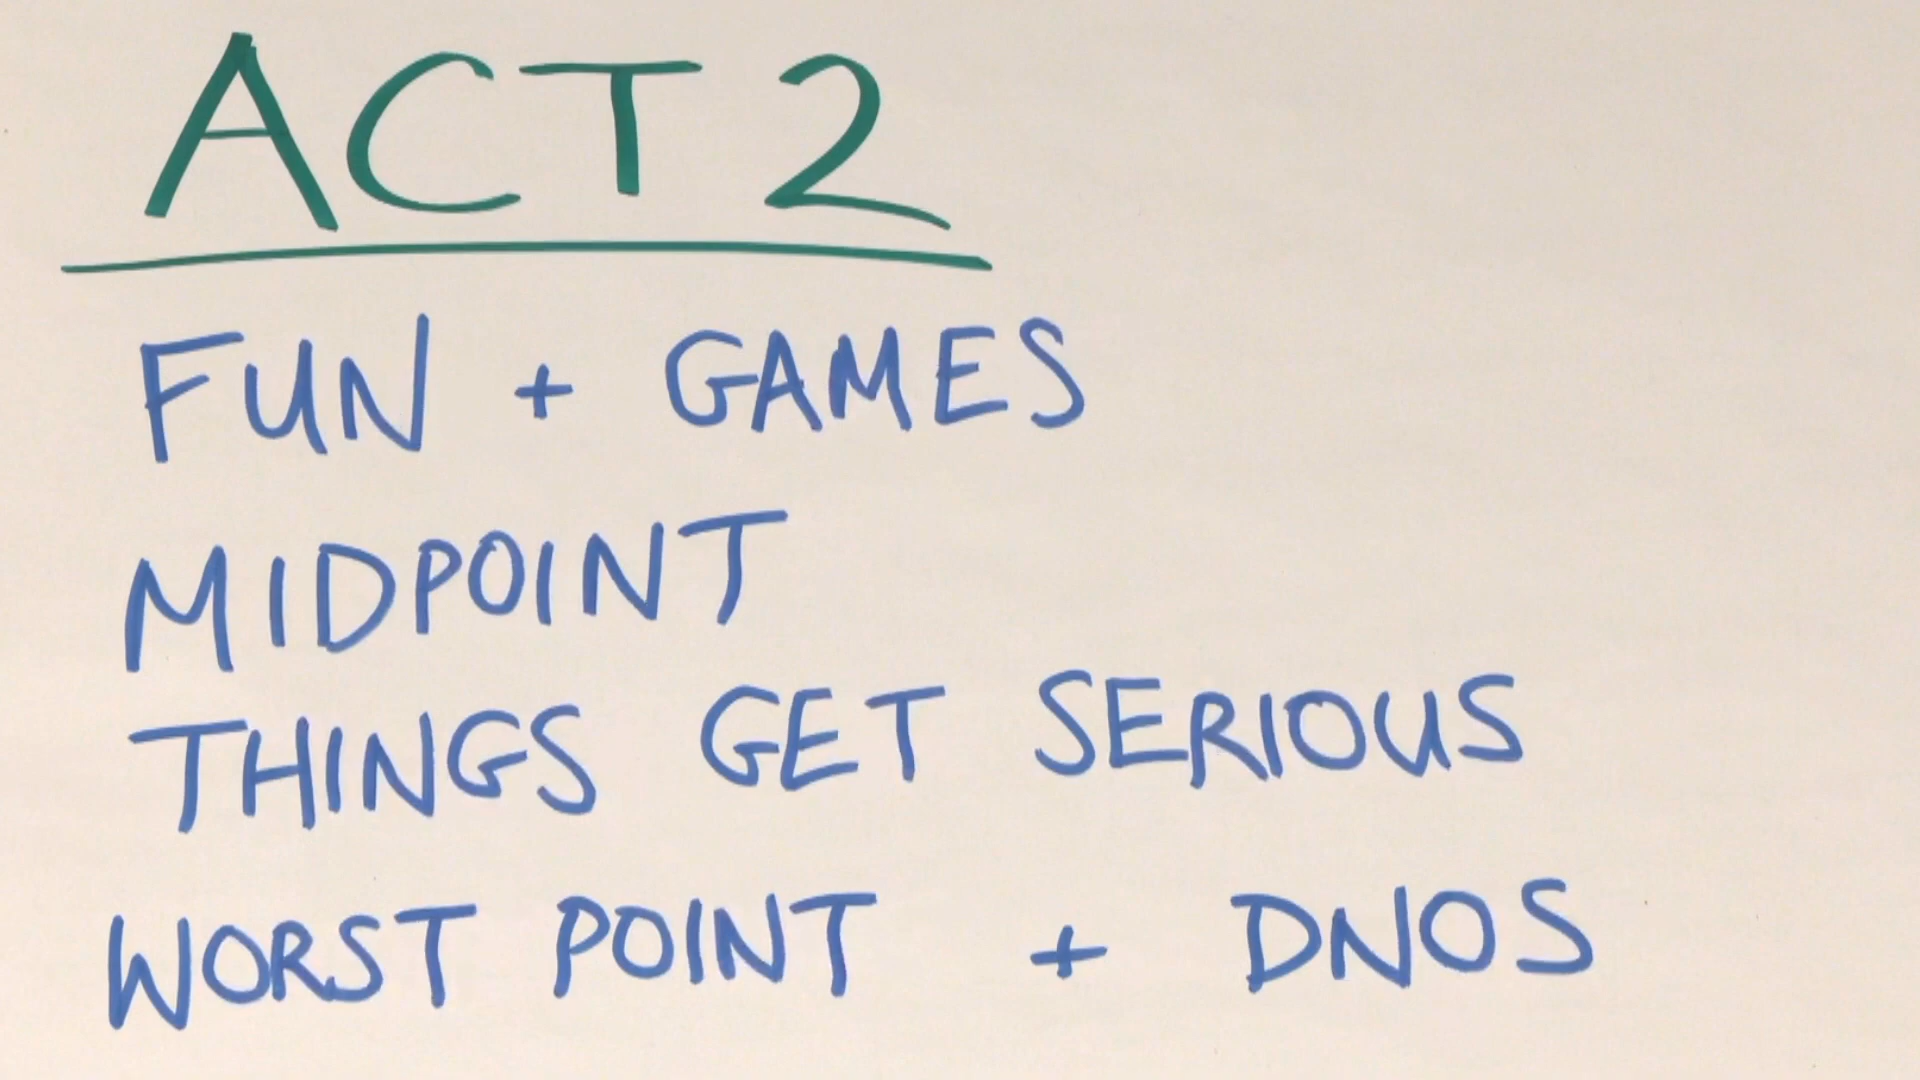 ACT 2
FUN + GAMES
MIDPOINT
THINGS GET SERIOUS
WORST POINT + DNOS